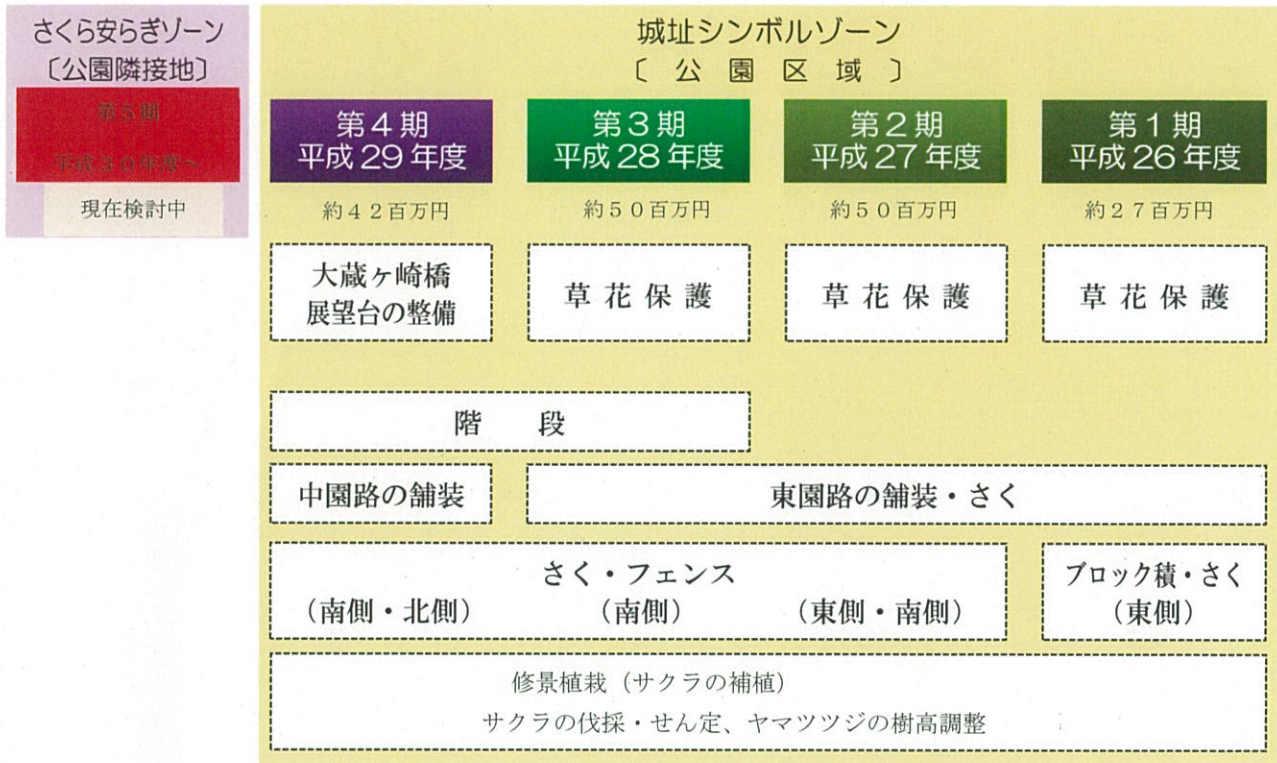 さくら安らぎゾーン
〔公園隣接地〕
第5期
平成30年度～
現在検討中
城址シンボルゾーン
〔公園区域〕
第4期
平成29年度
約42百万円
第3期
平成28年度
約50百万円
第2期
平成27年度
約50百万円
第1期
平成26年度
約27百万円
大蔵ヶ崎橋
展望台の整備
草花保護
草花保護
草花保護
階段
中園路の舗装
東園路の舗装・さく
さく・フェンス
（南側・北側）
（南側）
（東側・南側）
ブロック積・さく
（東側）
修景植栽（サクラの補植）
サクラの伐採・せん定、ヤマツツジの樹高調整